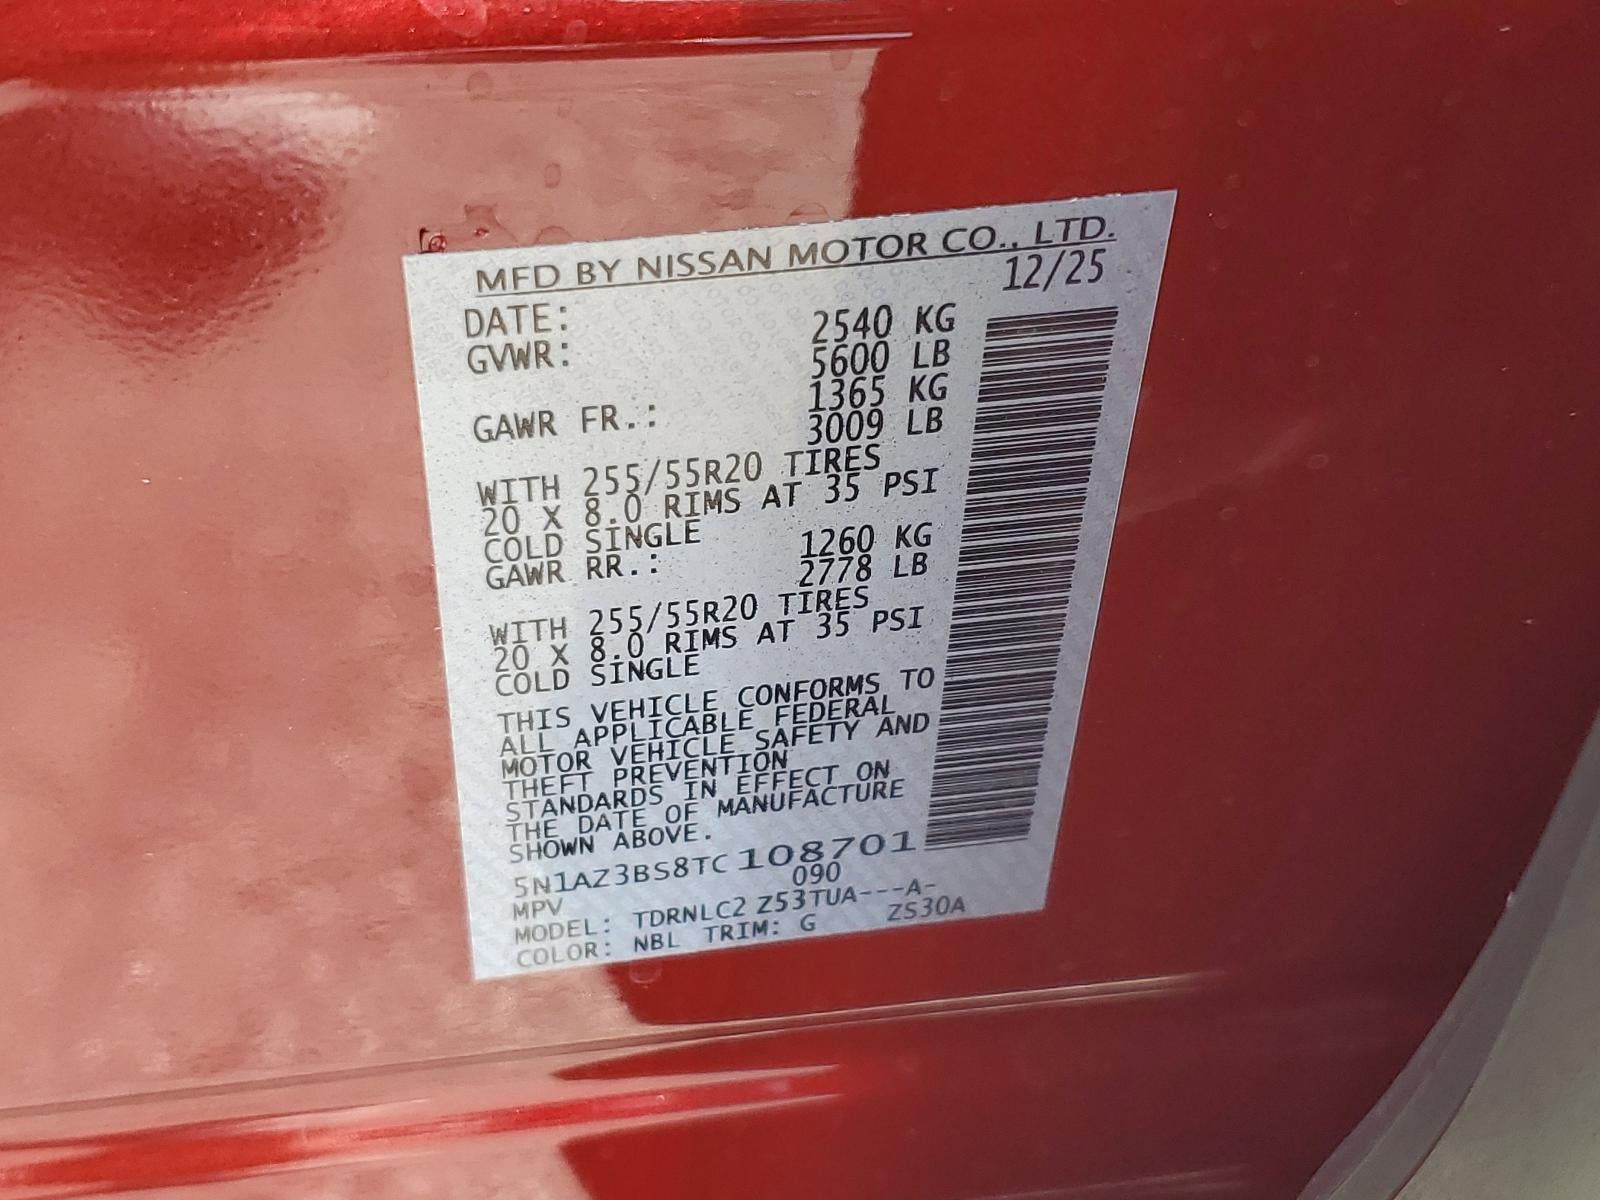 MFD BY NISSAN MOTOR CO., LTD.
DATE: 12/25
GVWR: 2540 KG
5600 LB
GAWR FR.: 1365 KG
3009 LB
WITH 255/55R20 TIRES
20 X 8.0 RIMS AT 35 PSI
COLD SINGLE
GAWR RR.: 1260 KG
2778 LB
WITH 255/55R20 TIRES
20 X 8.0 RIMS AT 35 PSI
COLD SINGLE
THIS VEHICLE CONFORMS TO
ALL APPLICABLE FEDERAL
MOTOR VEHICLE SAFETY AND
THEFT PREVENTION
STANDARDS IN EFFECT ON
THE DATE OF MANUFACTURE
SHOWN ABOVE.
5N1AZ3BS8TC108701
MPV 090
MODEL: TDRNLC2 Z53TUA---A-
COLOR: NBL TRIM: G ZS30A